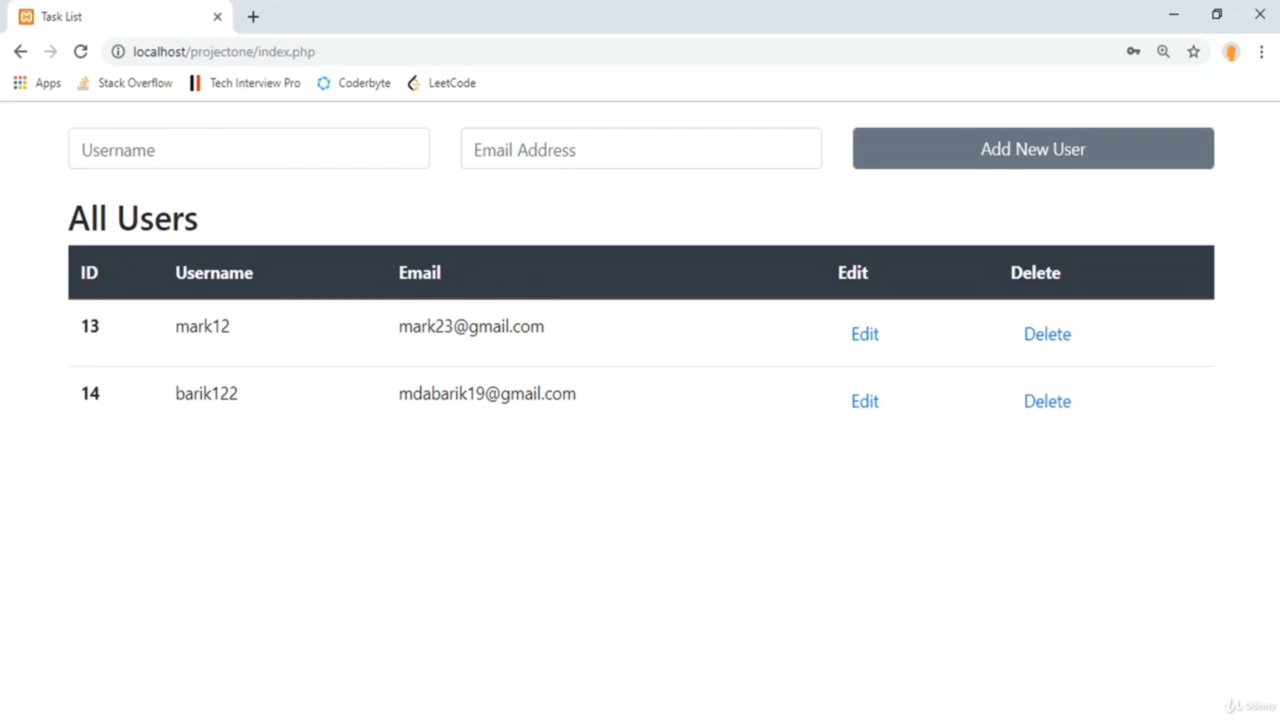 Task List
localhost/projectone/index.php
Apps Stack Overflow Tech Interview Pro Coderbyte LeetCode
Username Email Address Add New User
All Users
ID Username Email Edit Delete
13 mark12 mark23@gmail.com Edit Delete
14 barik122 mdabarik19@gmail.com Edit Delete
Udemy